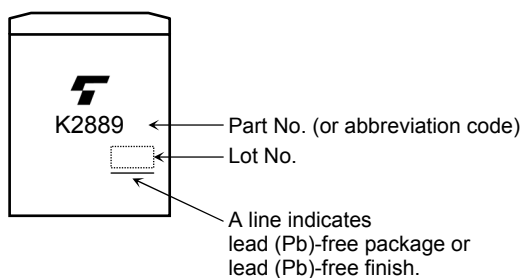 K2889
Part No. (or abbreviation code)
Lot No.
A line indicates
lead (Pb)-free package or
lead (Pb)-free finish.